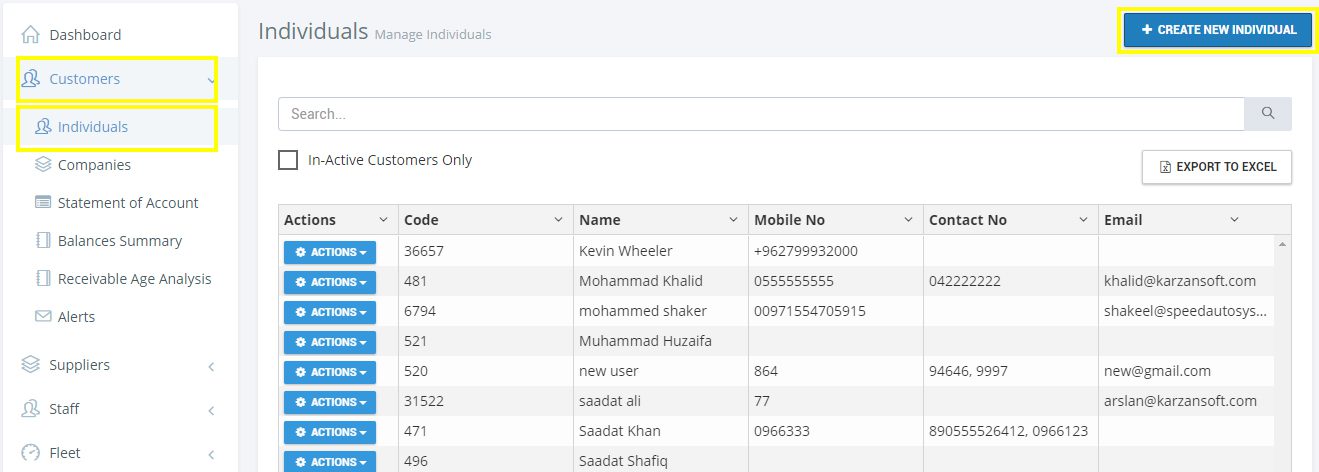 Dashboard
Customers
Individuals
Companies
Statement of Account
Balances Summary
Receivable Age Analysis
Alerts
Suppliers
Staff
Fleet
Individuals Manage Individuals
CREATE NEW INDIVIDUAL
Search...
In-Active Customers Only
EXPORT TO EXCEL
Actions Code Name Mobile No Contact No Email
ACTIONS 36657 Kevin Wheeler +962799932000
ACTIONS 481 Mohammad Khalid 0555555555 042222222 khalid@karzansoft.com
ACTIONS 6794 mohammed shaker 00971554705915 shakeel@speedautosys...
ACTIONS 521 Muhammad Huzaifa
ACTIONS 520 new user 864 94646, 9997 new@gmail.com
ACTIONS 31522 saadat ali 77 arslan@karzansoft.com
ACTIONS 471 Saadat Khan 0966333 890555526412, 0966123
ACTIONS 496 Saadat Shafiq